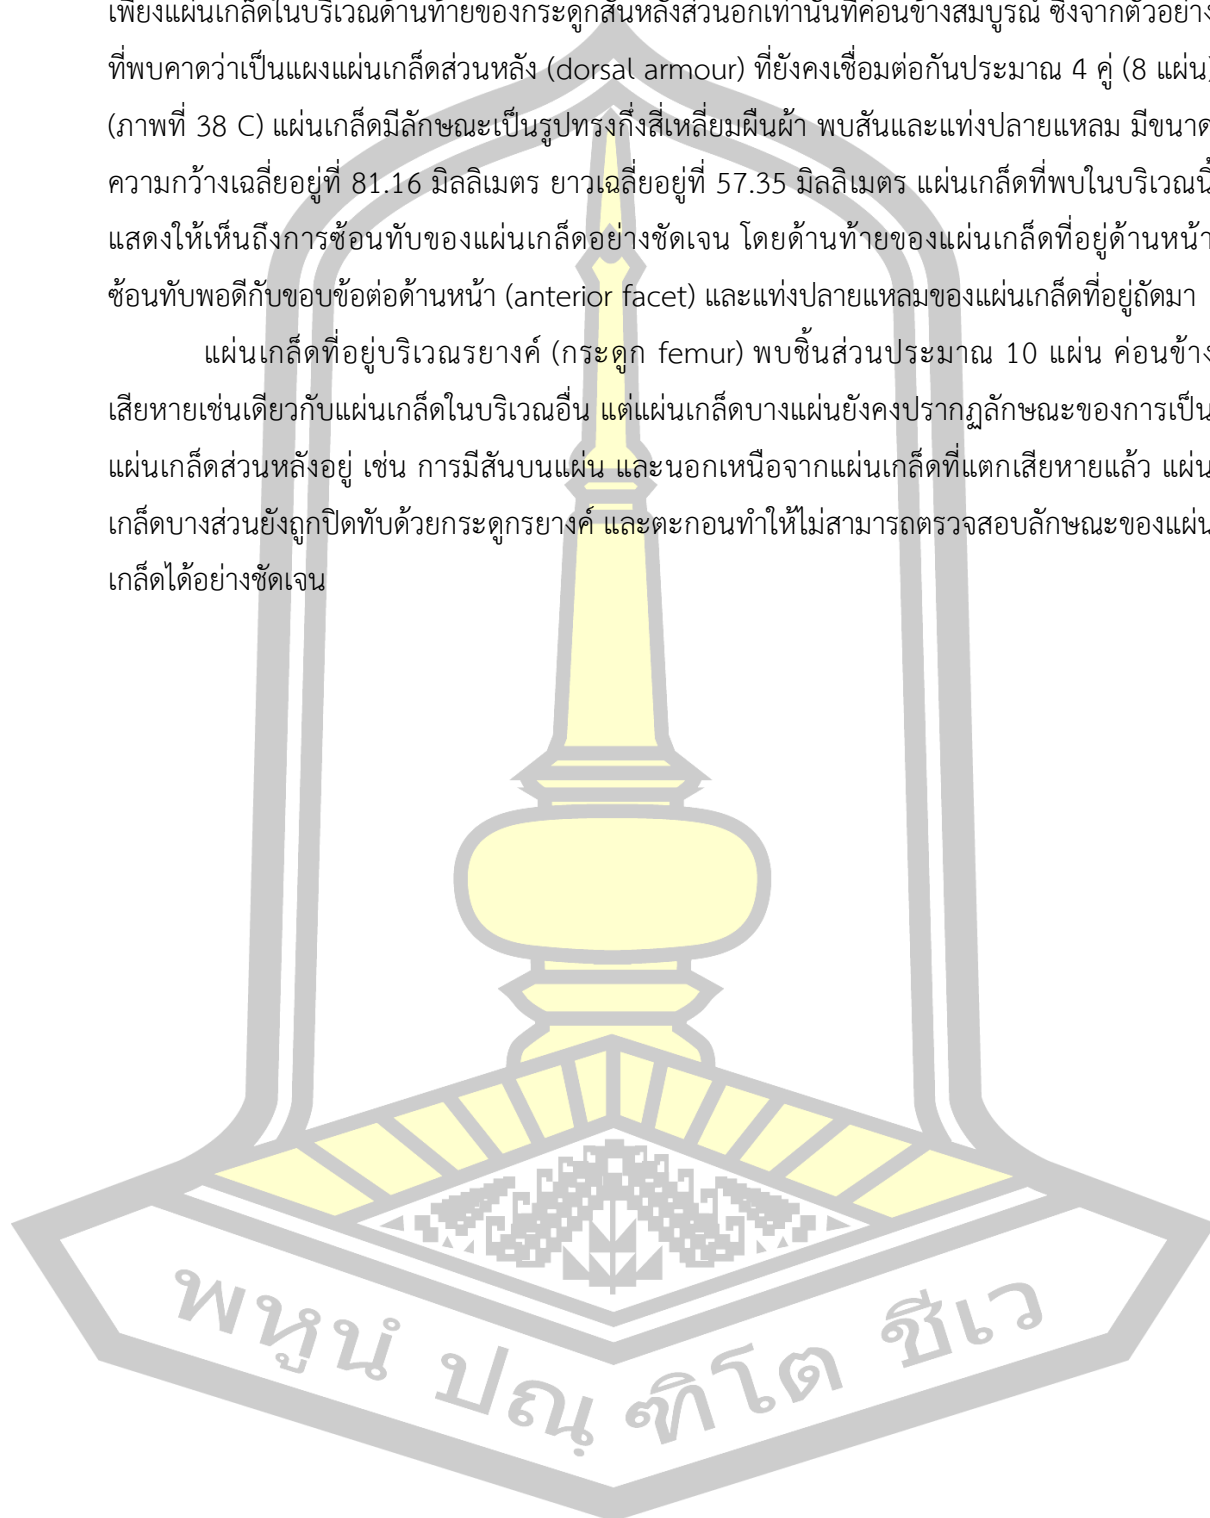 เพียงแผ่นเกล็ดในบริเวณด้านท้ายของกระดูกสันหลังส่วนอกเท่านั้นที่ค่อนข้างสมบูรณ์ ซึ่งจากตัวอย่าง
ที่พบคาดว่าเป็นแผงแผ่นเกล็ดส่วนหลัง (dorsal armour) ที่ยังคงเชื่อมต่อกันประมาณ 4 คู่ (8 แผ่น)
(ภาพที่ 38 C) แผ่นเกล็ดมีลักษณะเป็นรูปทรงกึ่งสี่เหลี่ยมผืนผ้า พบสันและแท่งปลายแหลม มีขนาด
ความกว้างเฉลี่ยอยู่ที่ 81.16 มิลลิเมตร ยาวเฉลี่ยอยู่ที่ 57.35 มิลลิเมตร แผ่นเกล็ดที่พบในบริเวณนี้
แสดงให้เห็นถึงการซ้อนทับของแผ่นเกล็ดอย่างชัดเจน โดยด้านท้ายของแผ่นเกล็ดที่อยู่ด้านหน้า
ซ้อนทับพอดีกับขอบข้อต่อด้านหน้า (anterior facet) และแท่งปลายแหลมของแผ่นเกล็ดที่อยู่ถัดมา
แผ่นเกล็ดที่อยู่บริเวณรยางค์ (กระดูก femur) พบชิ้นส่วนประมาณ 10 แผ่น ค่อนข้าง
เสียหายเช่นเดียวกับแผ่นเกล็ดในบริเวณอื่น แต่แผ่นเกล็ดบางแผ่นยังคงปรากฏลักษณะของการเป็น
แผ่นเกล็ดส่วนหลังอยู่ เช่น การมีสันบนแผ่น และนอกเหนือจากแผ่นเกล็ดที่แตกเสียหายแล้ว แผ่น
เกล็ดบางส่วนยังถูกปิดทับด้วยกระดูกรยางค์ และตะกอนทำให้ไม่สามารถตรวจสอบลักษณะของแผ่น
เกล็ดได้อย่างชัดเจน
พหูนํ ปณฺฑิโต ชีเว